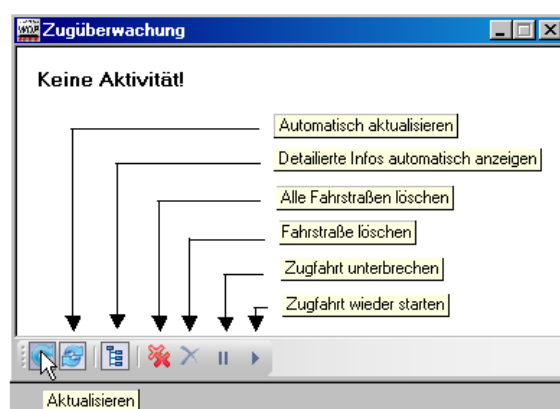 WDP Zugüberwachung
Keine Aktivität!
Automatisch aktualisieren
Detailierte Infos automatisch anzeigen
Alle Fahrstraßen löschen
Fahrstraße löschen
Zugfahrt unterbrechen
Zugfahrt wieder starten
Aktualisieren